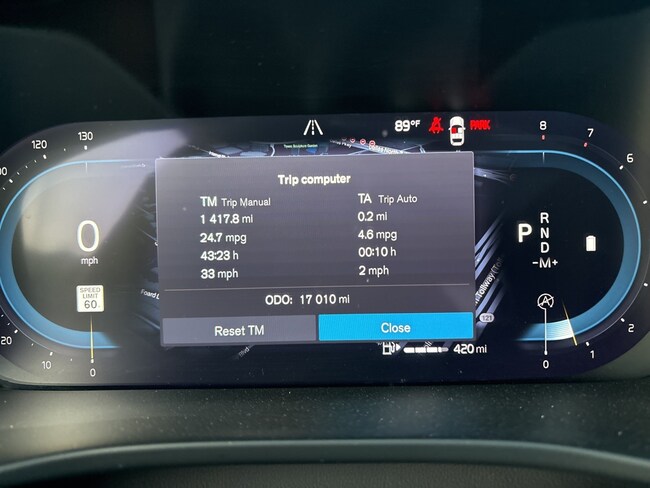 89°F PARK
130
120
8
7
6
Trip computer
TM Trip Manual TA Trip Auto
1 417.8 mi 0.2 mi
24.7 mpg 4.6 mpg
43:23 h 00:10 h
33 mph 2 mph
ODO: 17 010 mi
Reset TM Close
0
mph
P
R
N
D
-M+
SPEED
LIMIT
60
121
420 mi
20
10
0
2
1
0